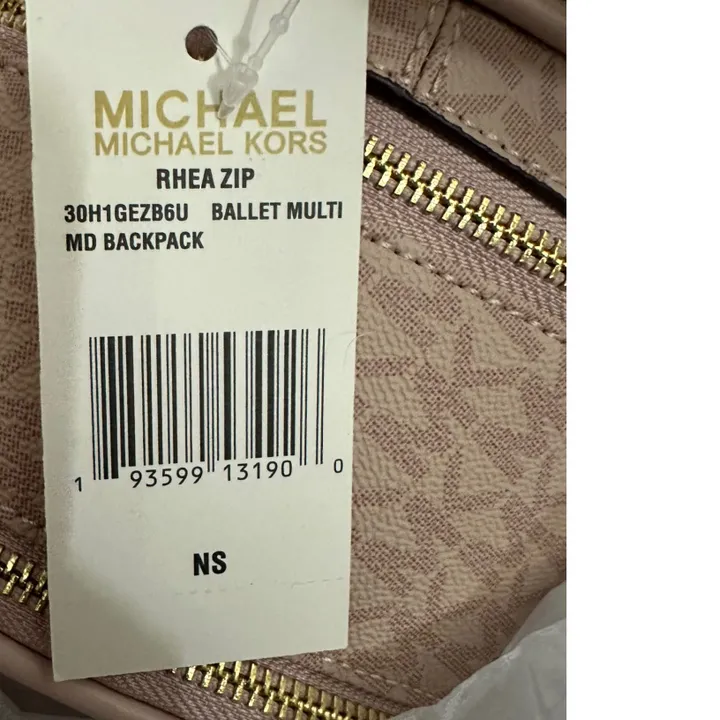 MICHAEL
MICHAEL KORS
RHEA ZIP
30H1GEZB6U BALLET MULTI
MD BACKPACK
1 93599 13190 0
NS